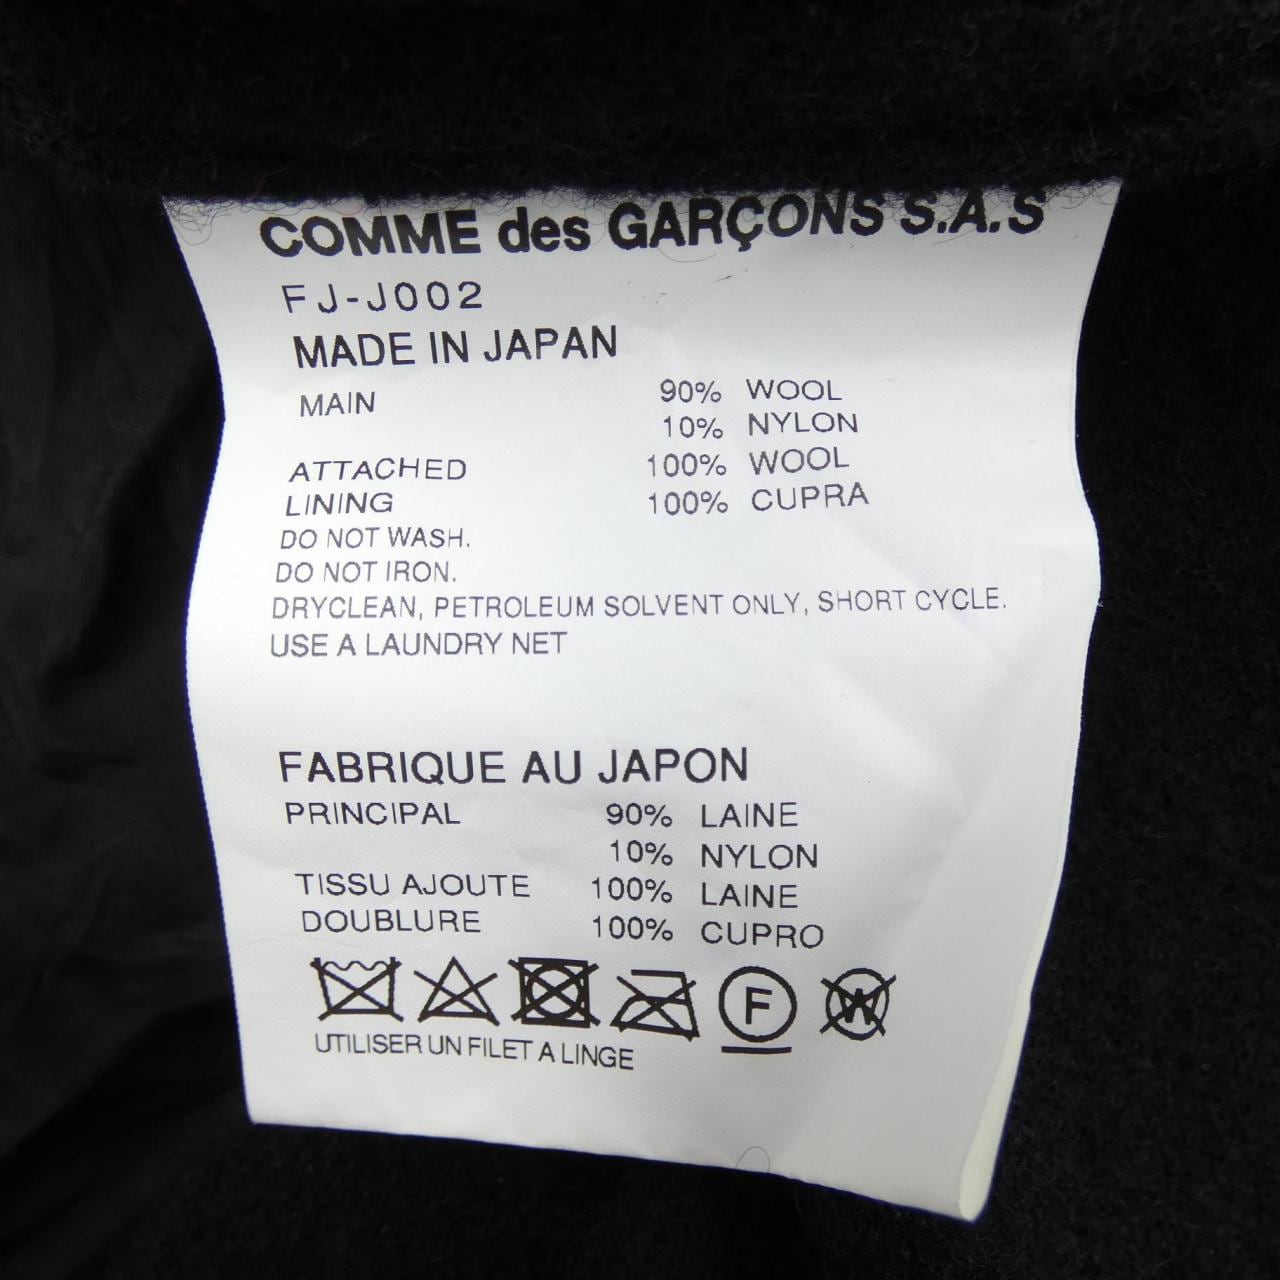 COMME des GARÇONS S.A.S
FJ-J002
MADE IN JAPAN
MAIN 90% WOOL
10% NYLON
ATTACHED 100% WOOL
LINING 100% CUPRA
DO NOT WASH.
DO NOT IRON.
DRYCLEAN, PETROLEUM SOLVENT ONLY, SHORT CYCLE.
USE A LAUNDRY NET
FABRIQUE AU JAPON
PRINCIPAL 90% LAINE
10% NYLON
TISSU AJOUTE 100% LAINE
DOUBLURE 100% CUPRO
F W
UTILISER UN FILET A LINGE